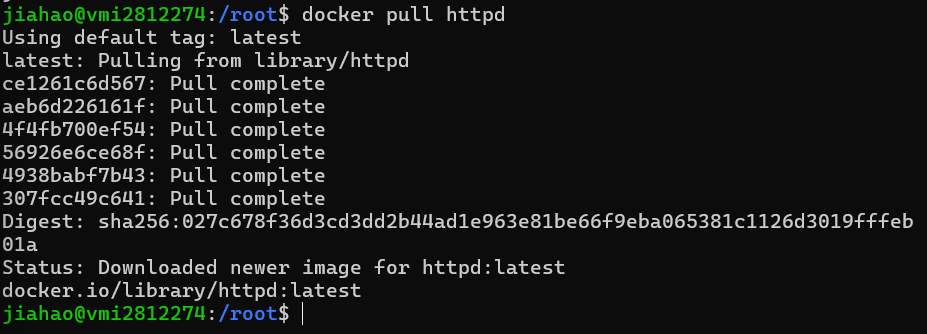 jiahao@vmi2812274:/root$ docker pull httpd
Using default tag: latest
latest: Pulling from library/httpd
ce1261c6d567: Pull complete
aeb6d226161f: Pull complete
4f4fb700ef54: Pull complete
56926e6ce68f: Pull complete
4938babf7b43: Pull complete
307fcc49c641: Pull complete
Digest: sha256:027c678f36d3cd3dd2b44ad1e963e81be66f9eba065381c1126d3019fffeb
01a
Status: Downloaded newer image for httpd:latest
docker.io/library/httpd:latest
jiahao@vmi2812274:/root$